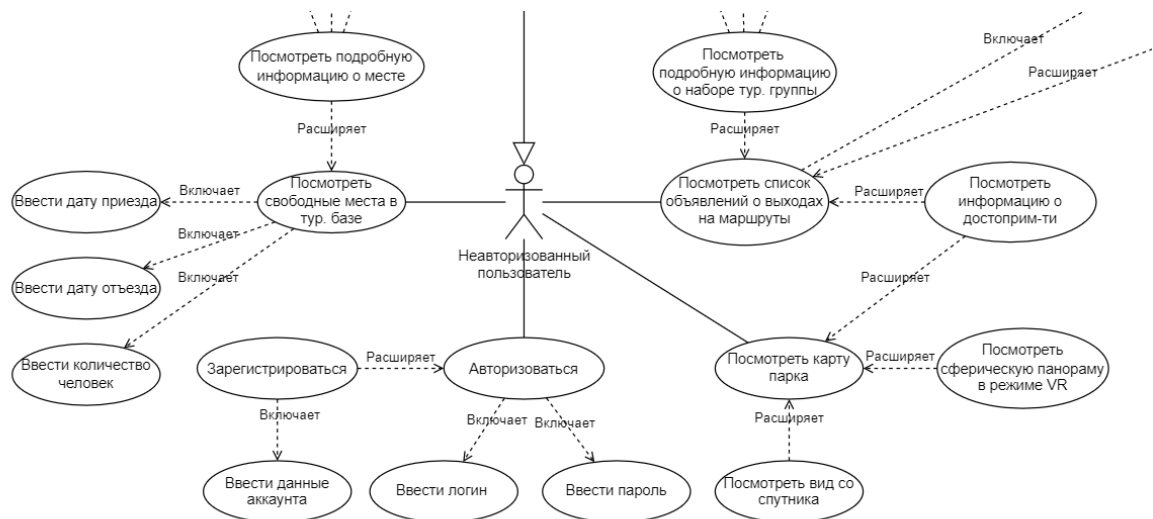 Посмотреть подробную
информацию о месте
Посмотреть
подробную информацию
о наборе тур. группы
Включает
Расширяет
Расширяет
Расширяет
Ввести дату приезда
Включает
Посмотреть
свободные места в
тур. базе
Посмотреть список
объявлений о выходах
на маршруты
Расширяет
Посмотреть
информацию о
достоприм-ти
Включает
Неавторизованный
пользователь
Ввести дату отъезда
Включает
Расширяет
Ввести количество
человек
Зарегистрироваться
Расширяет
Авторизоваться
Посмотреть карту
парка
Расширяет
Посмотреть
сферическую панораму
в режиме VR
Включает
Включает
Включает
Расширяет
Ввести данные
аккаунта
Ввести логин
Ввести пароль
Посмотреть вид со
спутника